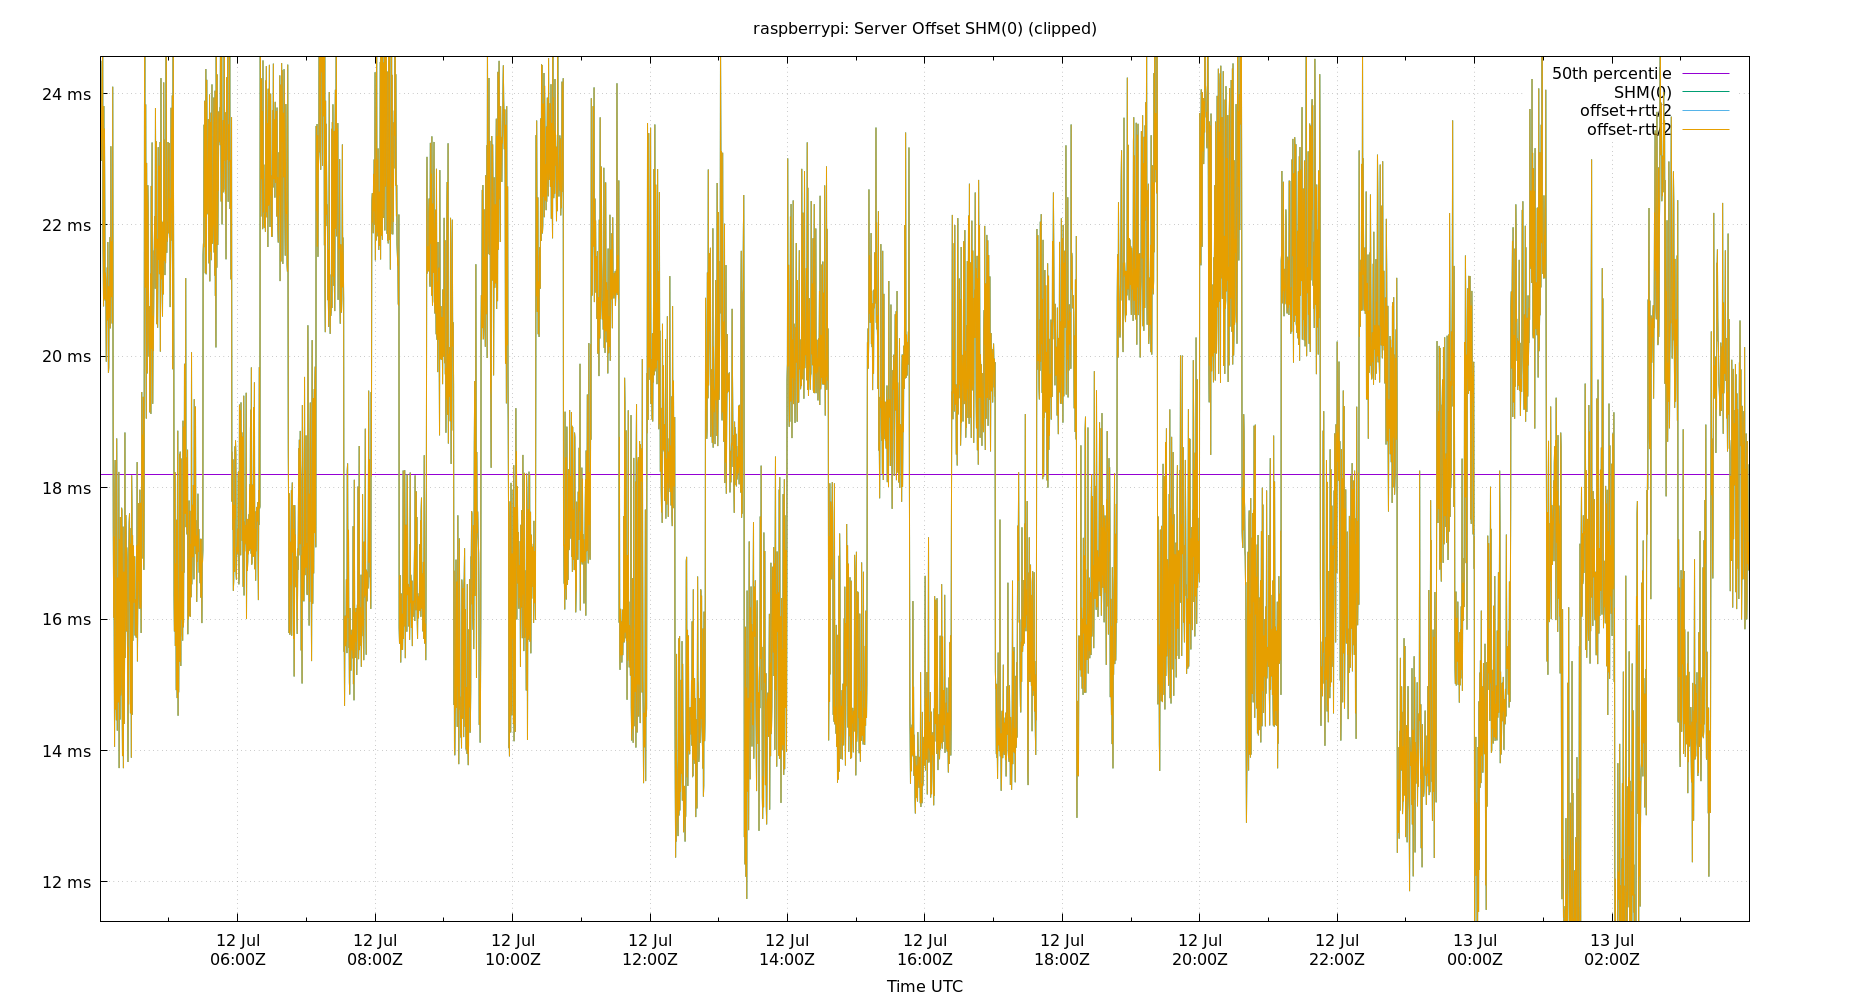 raspberrypi: Server Offset SHM(0) (clipped)
50th percentile
SHM(0)
offset+rtt/2
offset-rtt/2
24 ms
22 ms
20 ms
18 ms
16 ms
14 ms
12 ms
12 Jul 12 Jul 12 Jul 12 Jul 12 Jul 12 Jul 12 Jul 12 Jul 12 Jul 13 Jul 13 Jul
06:00Z 08:00Z 10:00Z 12:00Z 14:00Z 16:00Z 18:00Z 20:00Z 22:00Z 00:00Z 02:00Z
Time UTC